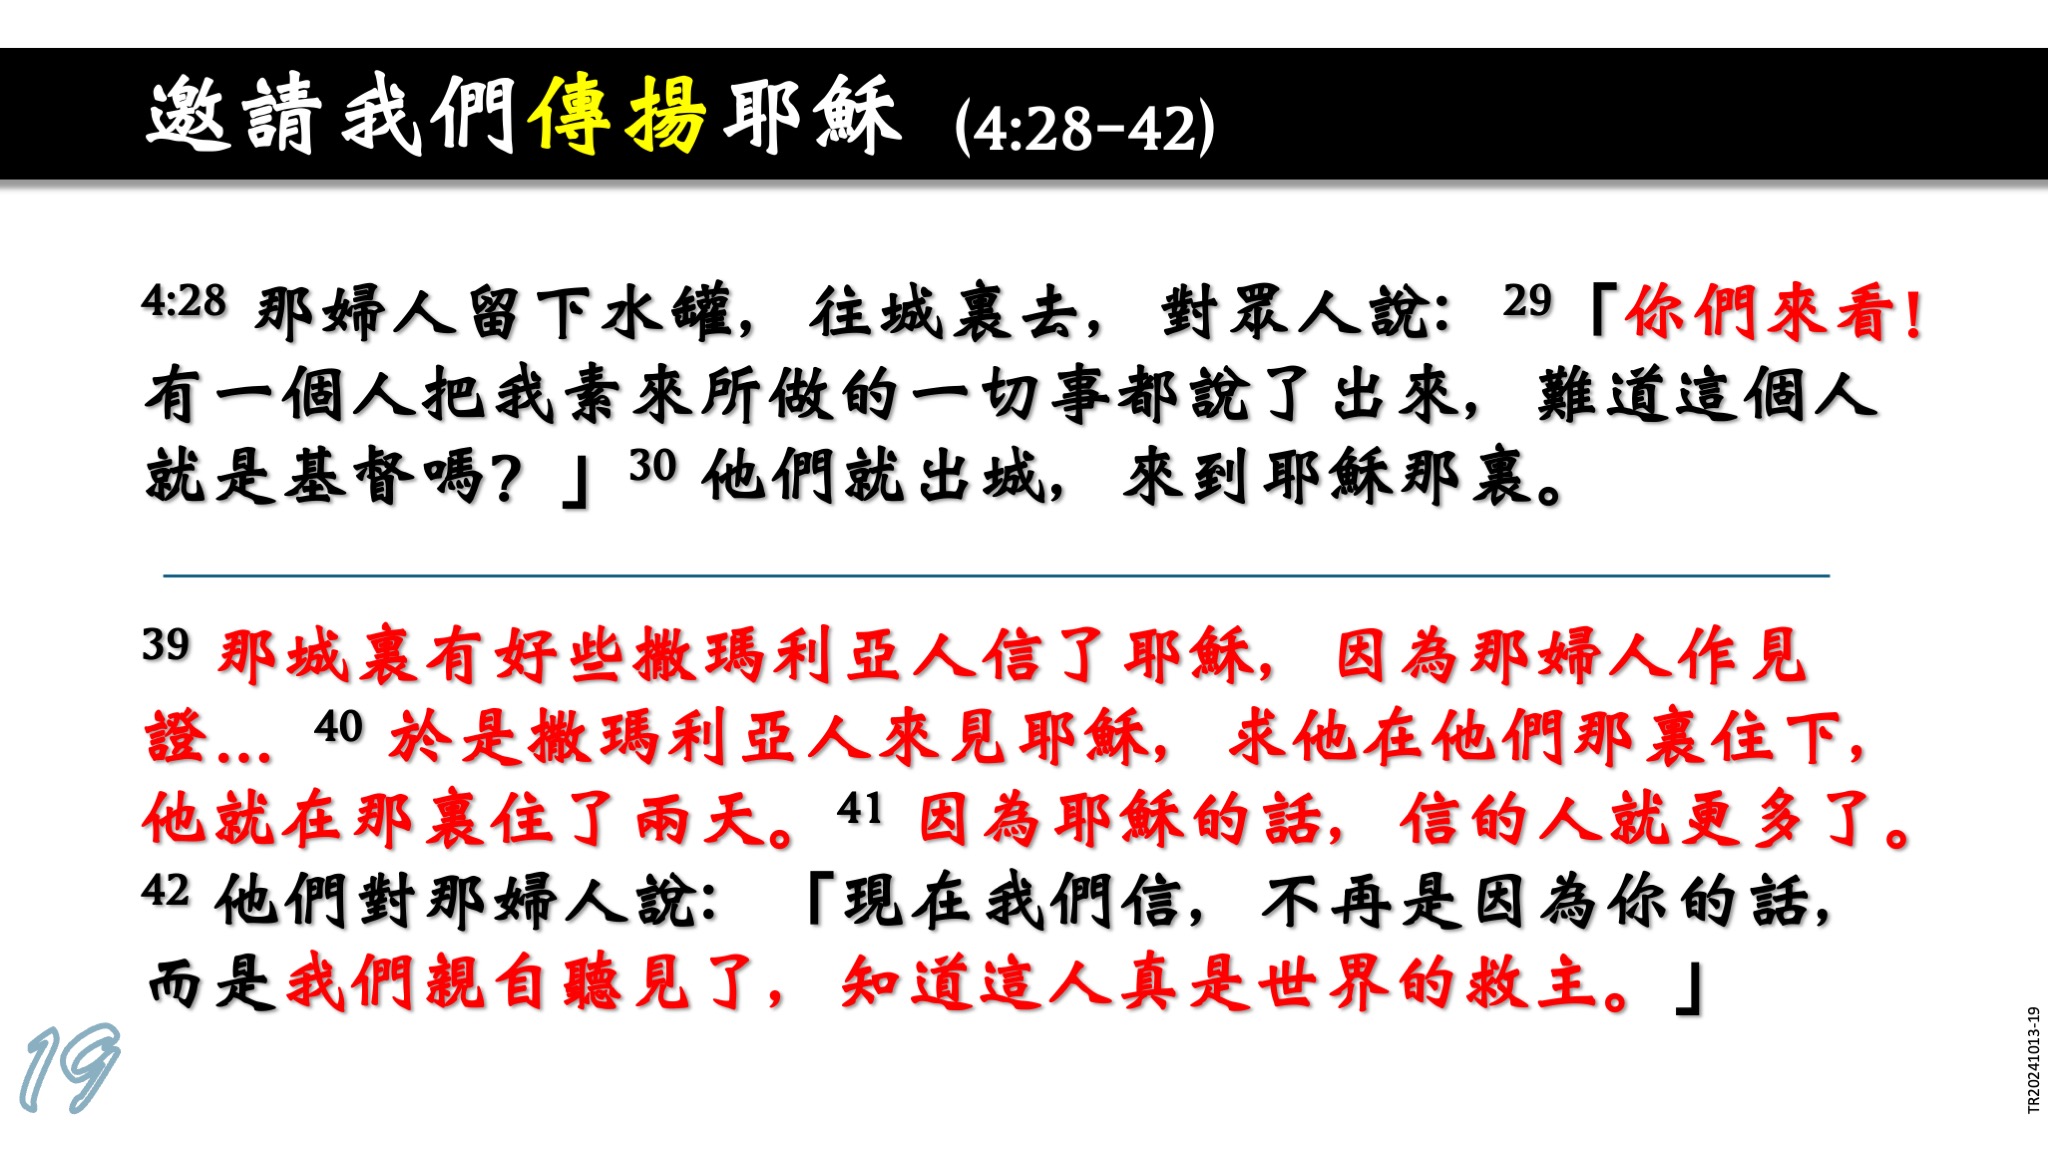 邀請我們傳揚耶穌 (4:28-42)
4:28 那婦人留下水罐，往城裏去，對眾人說：29「你們來看！
有一個人把我素來所做的一切事都說了出來，難道這個人
就是基督嗎？」30 他們就出城，來到耶穌那裏。
39 那城裏有好些撒瑪利亞人信了耶穌，因為那婦人作見
證… 40 於是撒瑪利亞人來見耶穌，求他在他們那裏住下，
他就在那裏住了兩天。41 因為耶穌的話，信的人就更多了。
42 他們對那婦人說：「現在我們信，不再是因為你的話，
而是我們親自聽見了，知道這人真是世界的救主。」
19
TR20241013-19